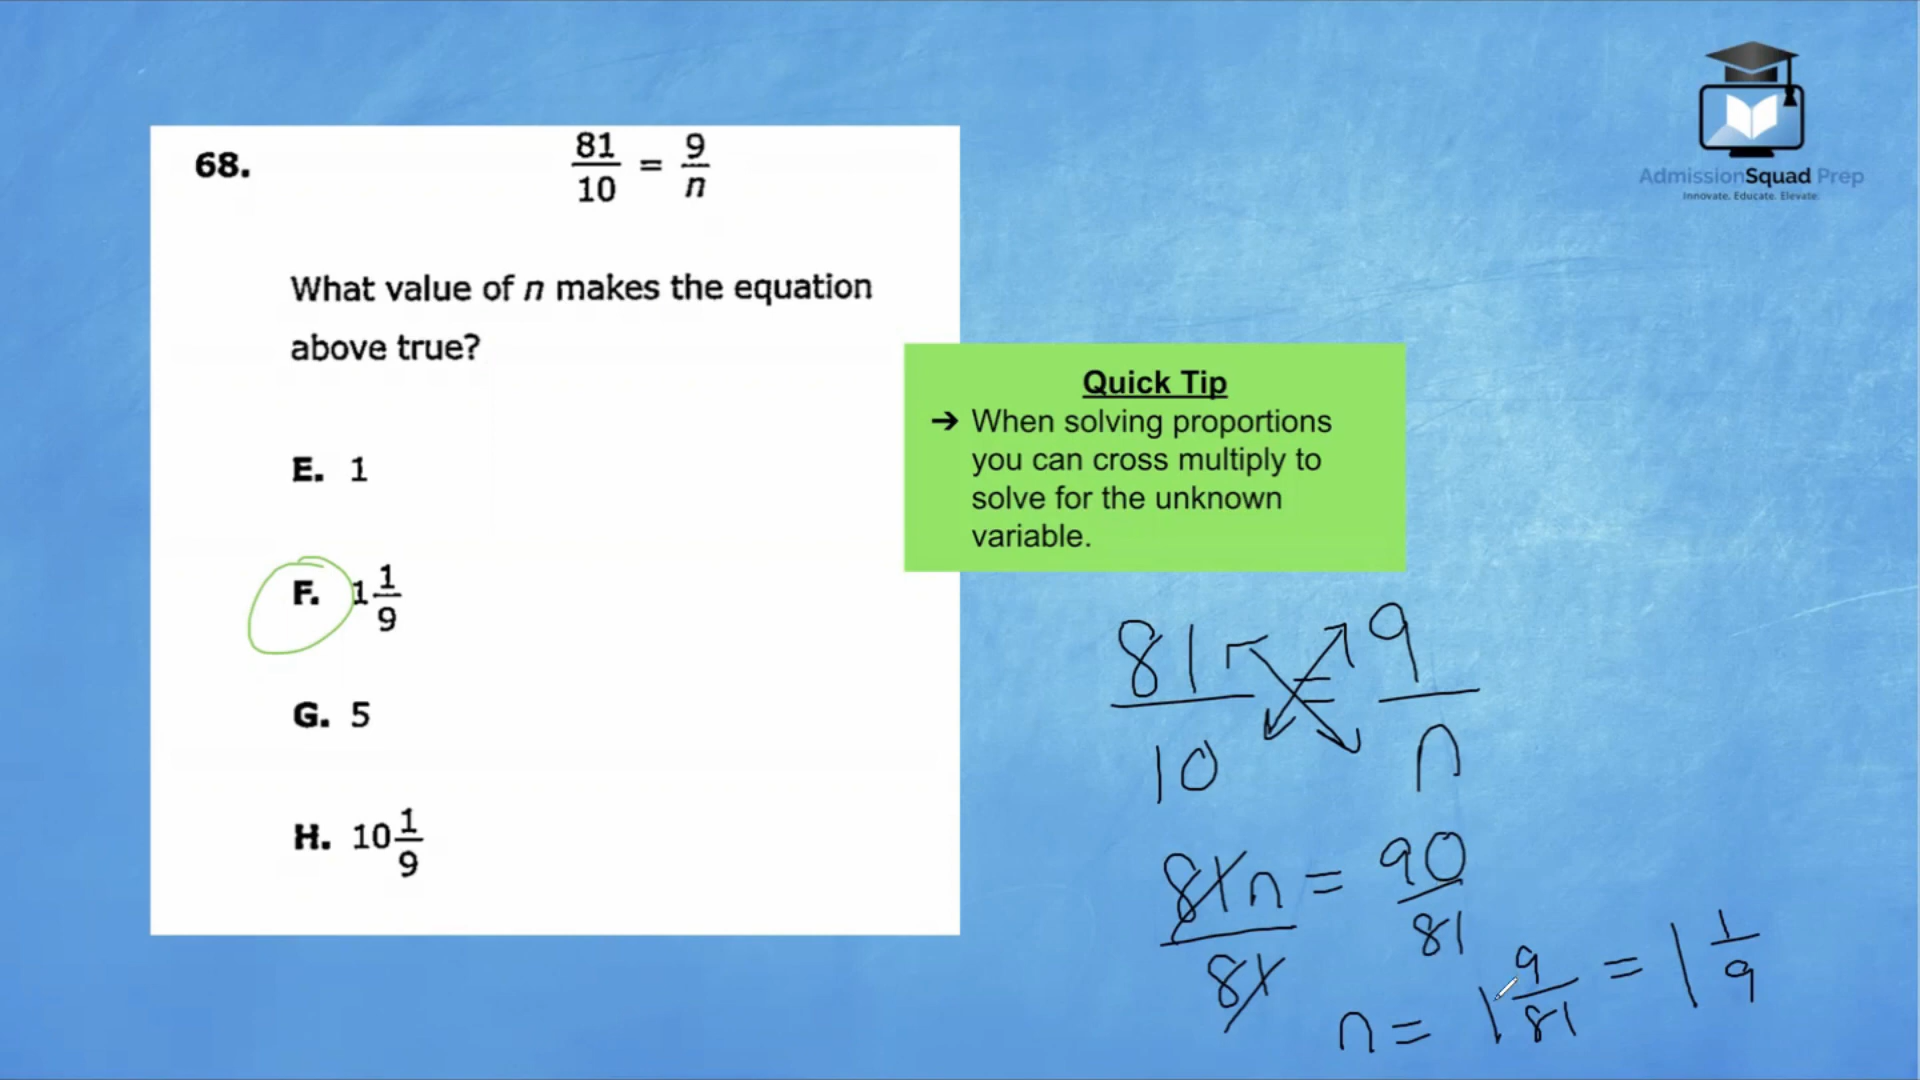 AdmissionSquad Prep
Innovate. Educate. Elevate.
68.
81/10 = 9/n
What value of n makes the equation
above true?
E. 1
F. 1 1/9
G. 5
H. 10 1/9
Quick Tip
➔ When solving proportions
you can cross multiply to
solve for the unknown
variable.
81/10 = 9/n
81n/81 = 90/81
n = 1 9/81 = 1 1/9